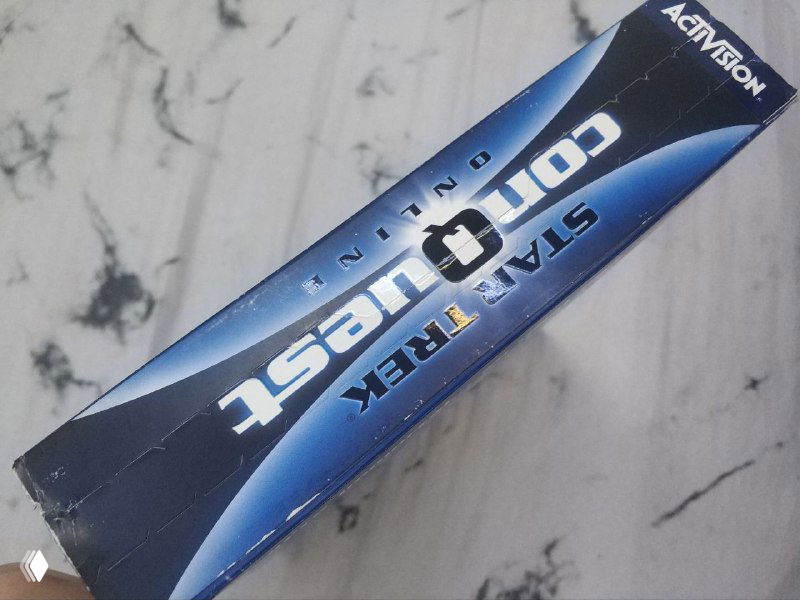 ACTIVISION
STAR TREK®
conQuest
ONLINE